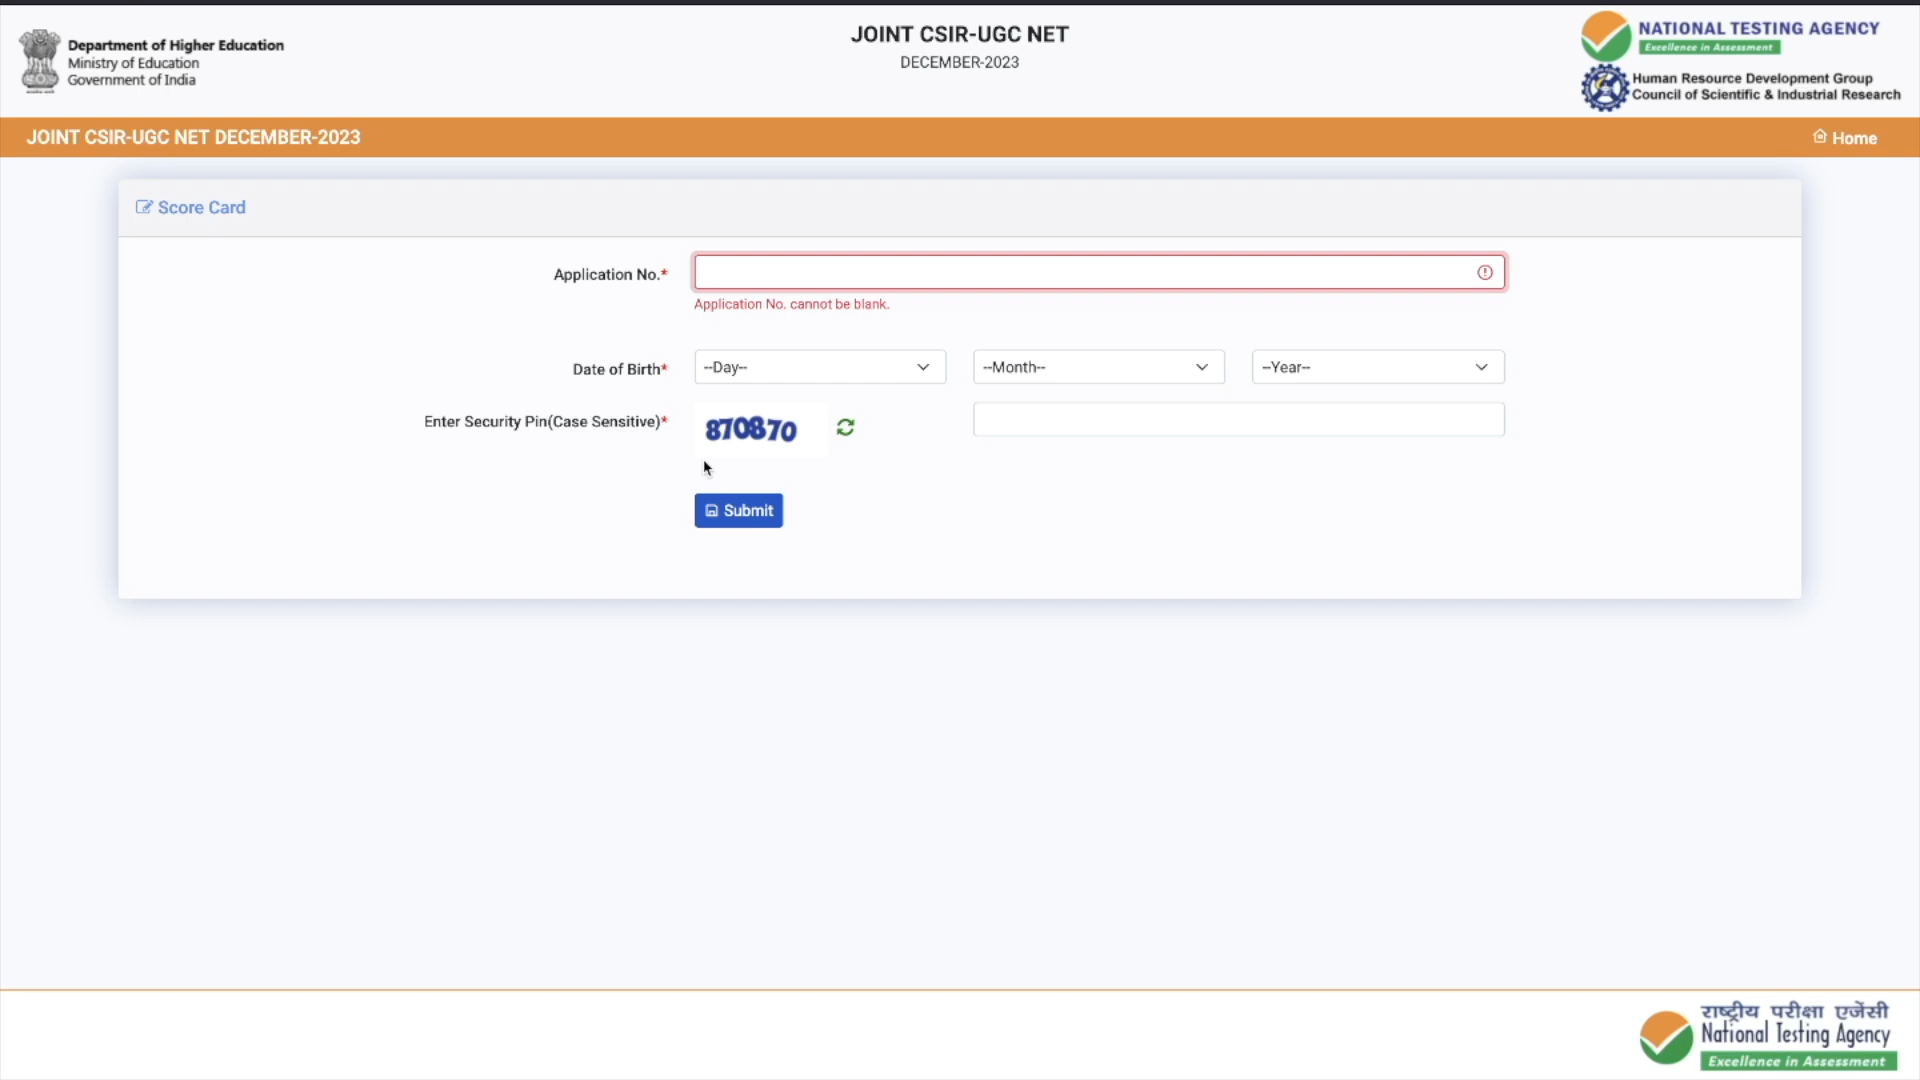 Department of Higher Education
Ministry of Education
Government of India
JOINT CSIR-UGC NET
DECEMBER-2023
NATIONAL TESTING AGENCY
Excellence in Assessment
Human Resource Development Group
Council of Scientific & Industrial Research
JOINT CSIR-UGC NET DECEMBER-2023
Home
Score Card
Application No.*
Application No. cannot be blank.
Date of Birth*
--Day--
--Month--
--Year--
Enter Security Pin(Case Sensitive)*
870870
Submit
राष्ट्रीय परीक्षा एजेंसी
National Testing Agency
Excellence in Assessment